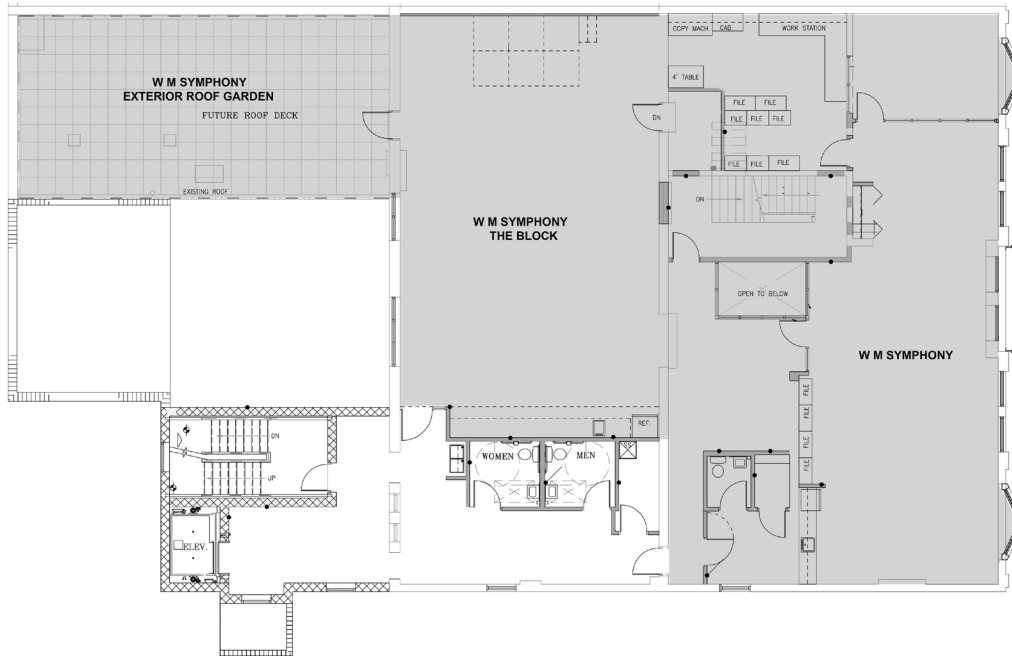 COPY MACH.
CAB.
WORK STATION
W M SYMPHONY
EXTERIOR ROOF GARDEN
FUTURE ROOF DECK
EXISTING ROOF
4' TABLE
DN
FILE
FILE
FILE
FILE
FILE
FILE
FILE
FILE
DN
W M SYMPHONY
THE BLOCK
OPEN TO BELOW
W M SYMPHONY
FILE
FILE
FILE
FILE
REF.
DN
UP
WOMEN
MEN
ELEV.